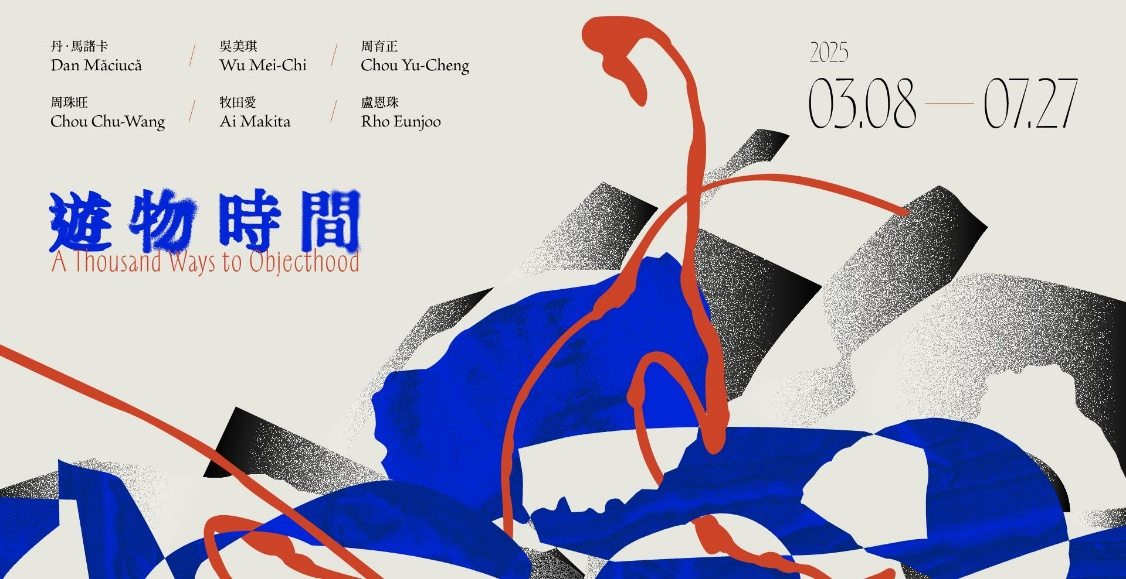 丹·馬諸卡
Dan Măciucă
吳美琪
Wu Mei-Chi
周育正
Chou Yu-Cheng
周珠旺
Chou Chu-Wang
牧田愛
Ai Makita
盧恩珠
Rho Eunjoo
2025
03.08 — 07.27
遊物時間
A Thousand Ways to Objecthood